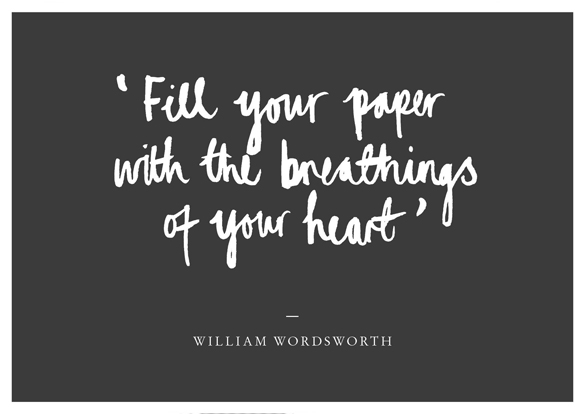 ‘Fill your paper
with the breathings
of your heart’
—
WILLIAM WORDSWORTH